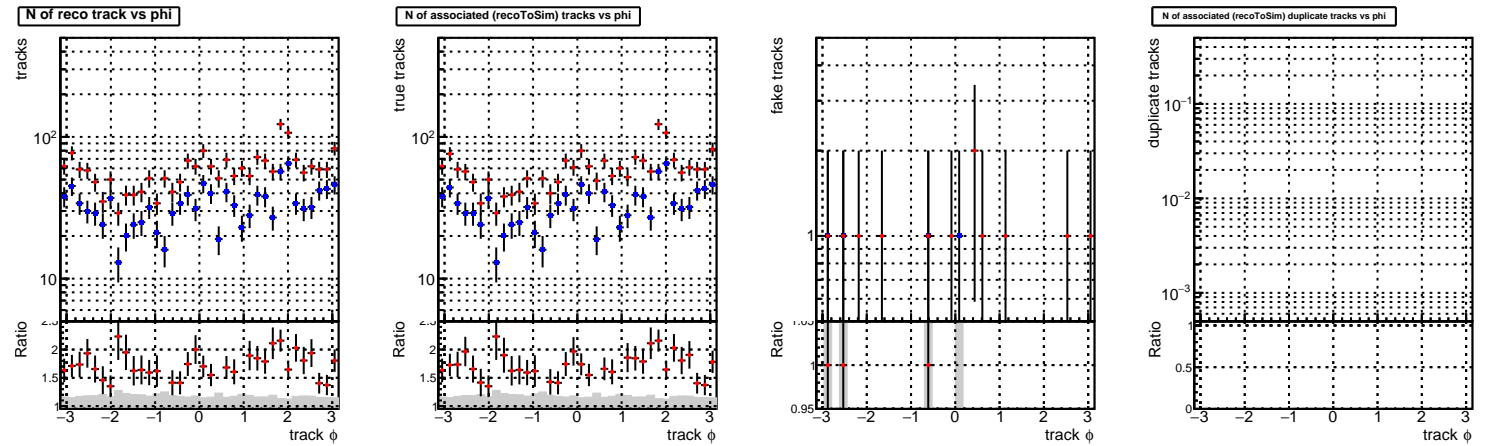 N of reco track vs phi
tracks
10²
10
Ratio
2.5
2
1.5
1
−3 −2 −1 0 1 2 3
track ϕ
N of associated (recoToSim) tracks vs phi
true tracks
10²
10
Ratio
2
1.5
1
−3 −2 −1 0 1 2 3
track ϕ
fake tracks
1
Ratio
1.05
1
0.95
−3 −2 −1 0 1 2 3
track ϕ
N of associated (recoToSim) duplicate tracks vs phi
duplicate tracks
10⁻¹
10⁻²
10⁻³
Ratio
1
0.5
0
−3 −2 −1 0 1 2 3
track ϕ